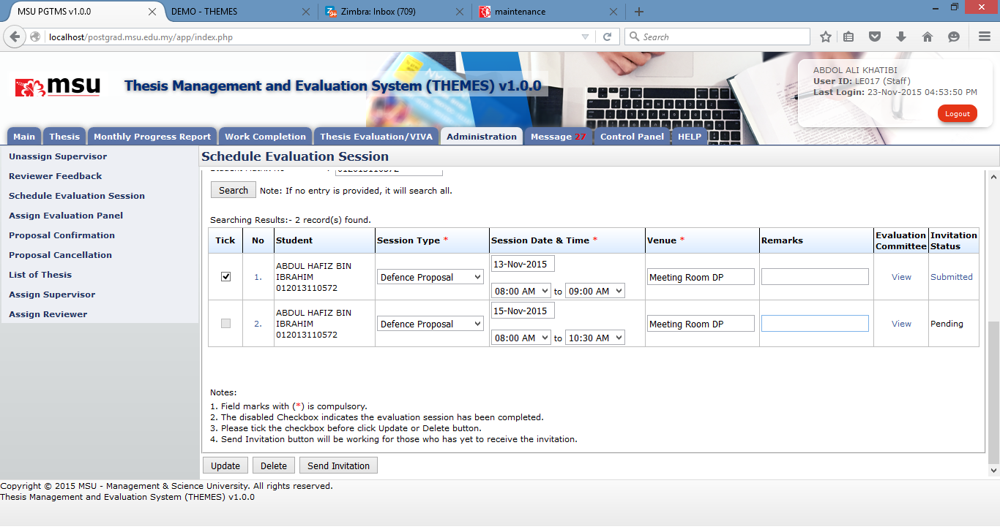 MSU PGTMS v1.0.0
DEMO - THEMES
Zimbra: Inbox (709)
maintenance
localhost/postgrad.msu.edu.my/app/index.php
Search
msu
Thesis Management and Evaluation System (THEMES) v1.0.0
ABDOL ALI KHATIBI
User ID: LE017 (Staff)
Last Login: 23-Nov-2015 04:53:50 PM
Logout
Main
Thesis
Monthly Progress Report
Work Completion
Thesis Evaluation/VIVA
Administration
Message 27
Control Panel
HELP
Unassign Supervisor
Reviewer Feedback
Schedule Evaluation Session
Assign Evaluation Panel
Proposal Confirmation
Proposal Cancellation
List of Thesis
Assign Supervisor
Assign Reviewer
Schedule Evaluation Session
Student Matrix No : 012013110572
Search Note: If no entry is provided, it will search all.
Searching Results:- 2 record(s) found.
Tick No Student Session Type * Session Date & Time * Venue * Remarks Evaluation Committee Invitation Status
1.
ABDUL HAFIZ BIN
IBRAHIM
012013110572
Defence Proposal
13-Nov-2015
08:00 AM to 09:00 AM
Meeting Room DP
View
Submitted
2.
ABDUL HAFIZ BIN
IBRAHIM
012013110572
Defence Proposal
15-Nov-2015
08:00 AM to 10:30 AM
Meeting Room DP
View
Pending
Notes:
1. Field marks with (*) is compulsory.
2. The disabled Checkbox indicates the evaluation session has been completed.
3. Please tick the checkbox before click Update or Delete button.
4. Send Invitation button will be working for those who has yet to receive the invitation.
Update
Delete
Send Invitation
Copyright © 2015 MSU - Management & Science University. All rights reserved.
Thesis Management and Evaluation System (THEMES) v1.0.0